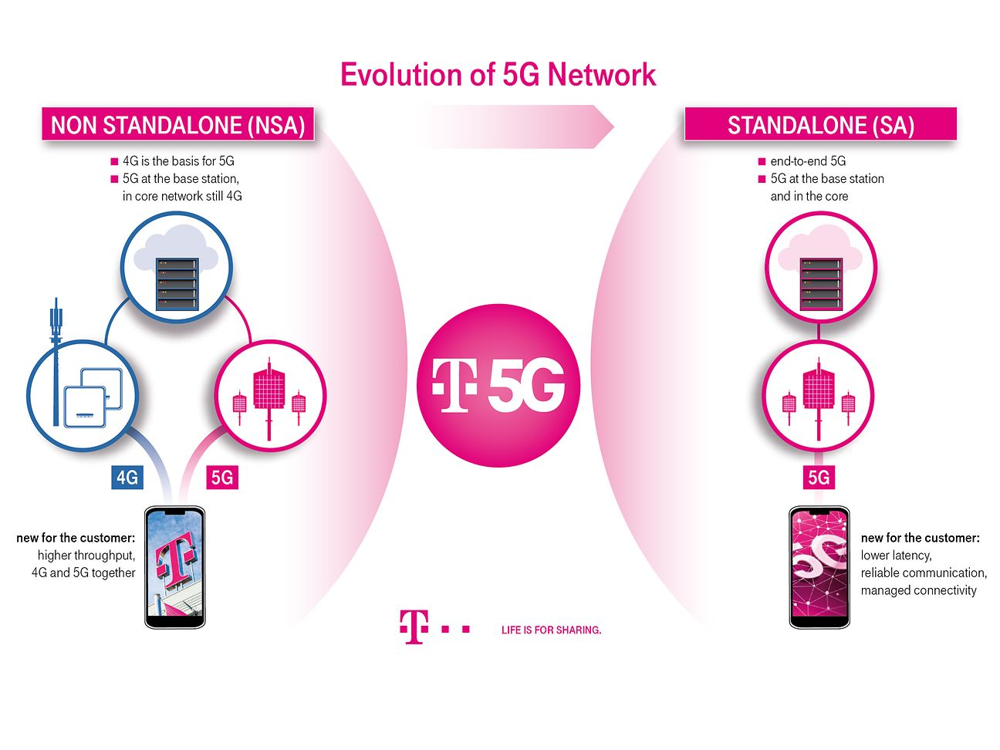 Evolution of 5G Network
NON STANDALONE (NSA)
4G is the basis for 5G
5G at the base station,
in core network still 4G
4G
5G
new for the customer:
higher throughput,
4G and 5G together
T 5G
T
LIFE IS FOR SHARING.
STANDALONE (SA)
end-to-end 5G
5G at the base station
and in the core
5G
5G
new for the customer:
lower latency,
reliable communication,
managed connectivity